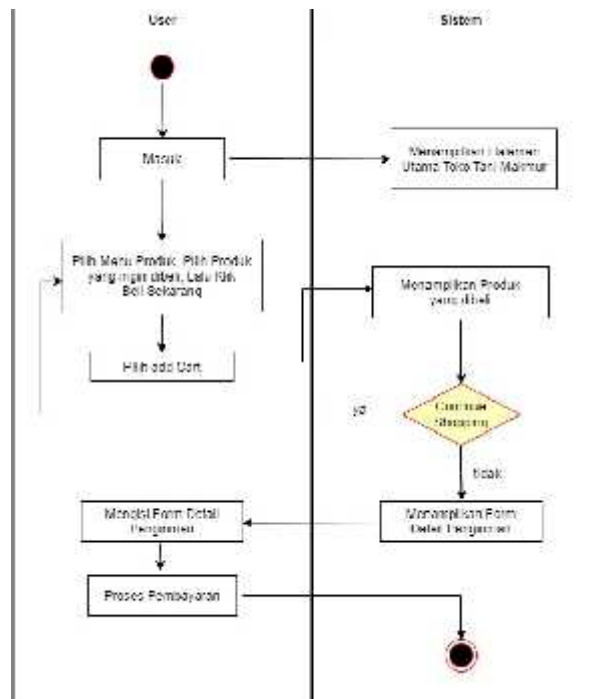 User
Sistem
Masuk
Menampilkan Halaman
Utama Toko Tani Makmur
Pilih Menu Produk, Pilih Produk
yang ingin dibeli, Lalu Klik
Beli Sekarang
Menampilkan Produk
yang dibeli
Pilih add Cart
ya
Continue
Shopping
tidak
Mengisi Form Detail
Pengiriman
Menampilkan Form
Detail Pengiriman
Proses Pembayaran